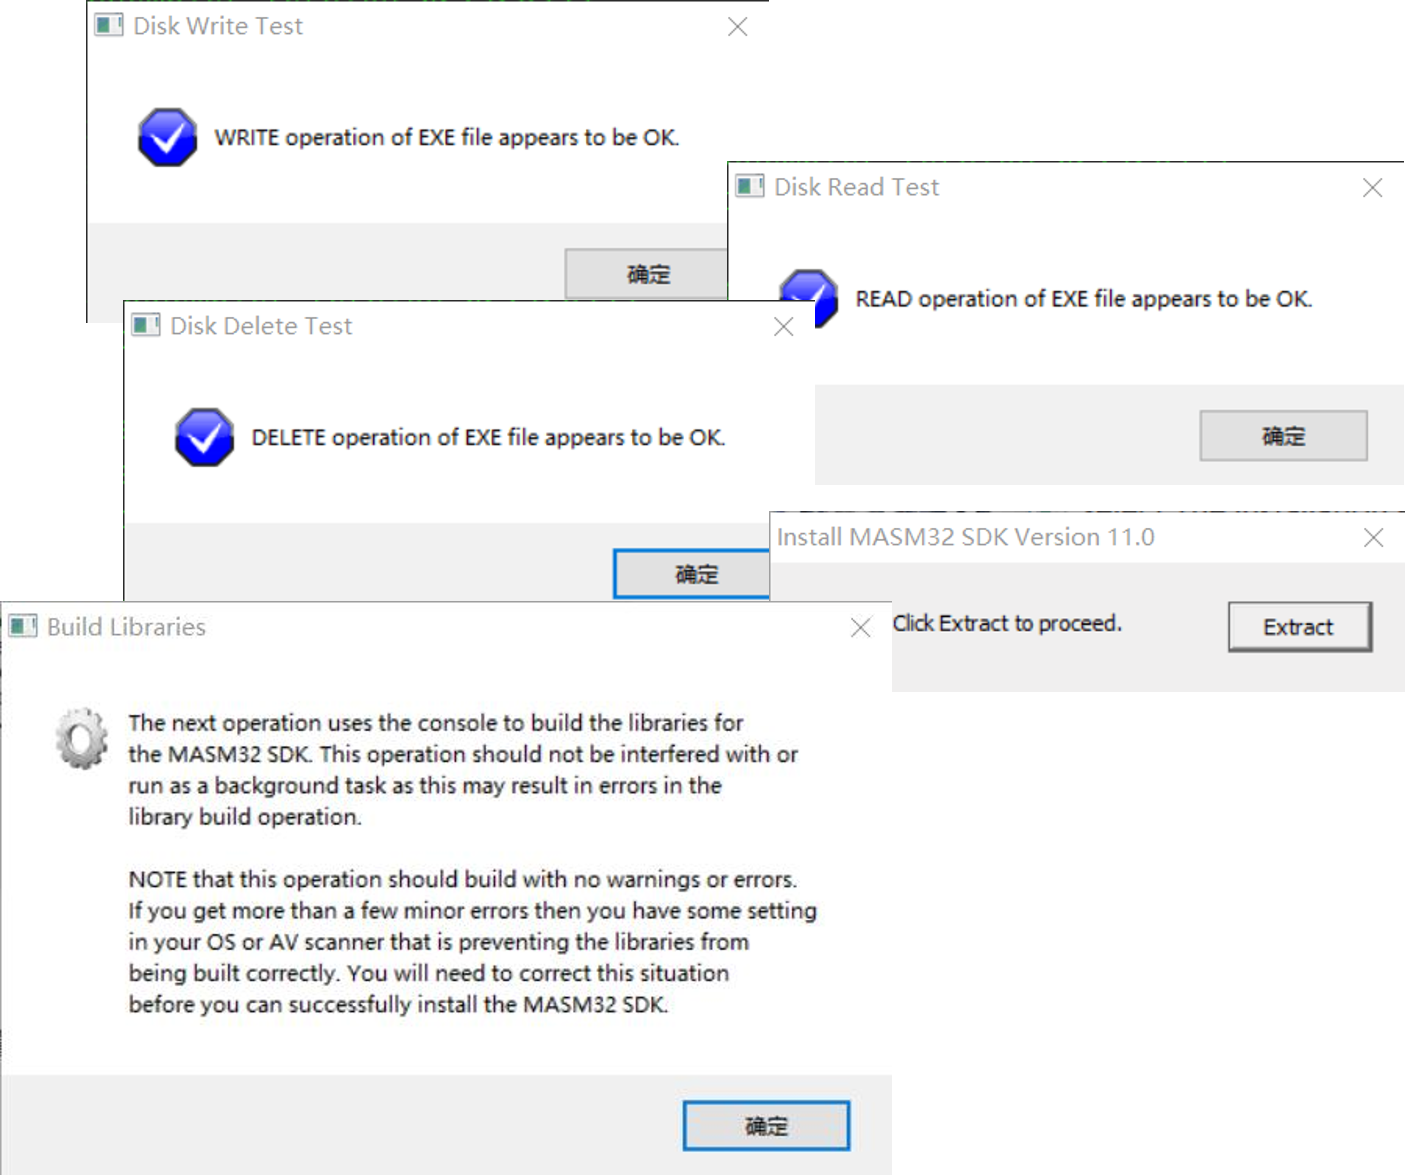 Disk Write Test
WRITE operation of EXE file appears to be OK.
确定
Disk Read Test
READ operation of EXE file appears to be OK.
确定
Disk Delete Test
DELETE operation of EXE file appears to be OK.
确定
Install MASM32 SDK Version 11.0
Click Extract to proceed.
Extract
Build Libraries
The next operation uses the console to build the libraries for
the MASM32 SDK. This operation should not be interfered with or
run as a background task as this may result in errors in the
library build operation.
NOTE that this operation should build with no warnings or errors.
If you get more than a few minor errors then you have some setting
in your OS or AV scanner that is preventing the libraries from
being built correctly. You will need to correct this situation
before you can successfully install the MASM32 SDK.
确定